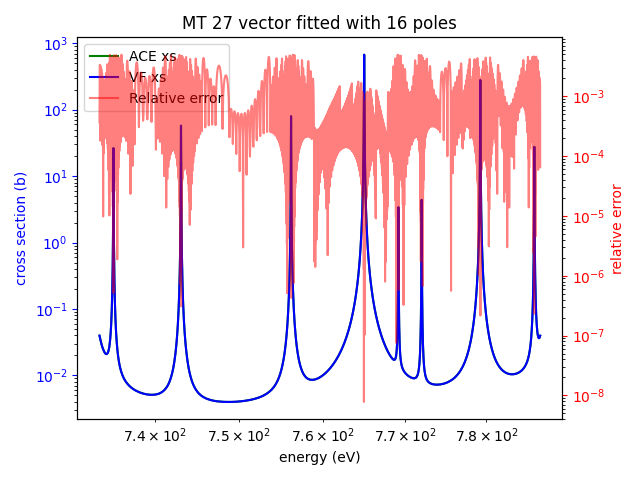 MT 27 vector fitted with 16 poles
ACE xs
VF xs
Relative error
10³
10²
10¹
10⁰
10⁻¹
10⁻²
cross section (b)
10⁻³
10⁻⁴
10⁻⁵
10⁻⁶
10⁻⁷
10⁻⁸
relative error
7.4 × 10² 7.5 × 10² 7.6 × 10² 7.7 × 10² 7.8 × 10²
energy (eV)